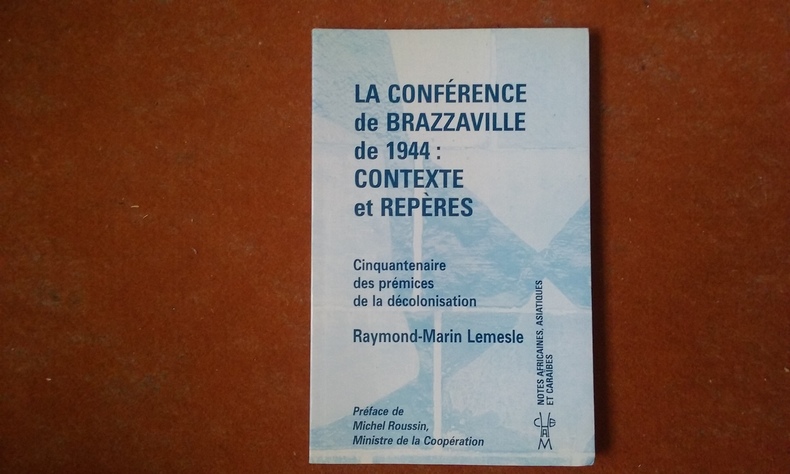 LA CONFÉRENCE
de BRAZZAVILLE
de 1944 :
CONTEXTE
et REPÈRES
Cinquantenaire
des prémices
de la décolonisation
Raymond-Marin Lemesle
NOTES AFRICAINES, ASIATIQUES
ET CARAÏBES
Préface de
Michel Roussin,
Ministre de la Coopération
CHEAM